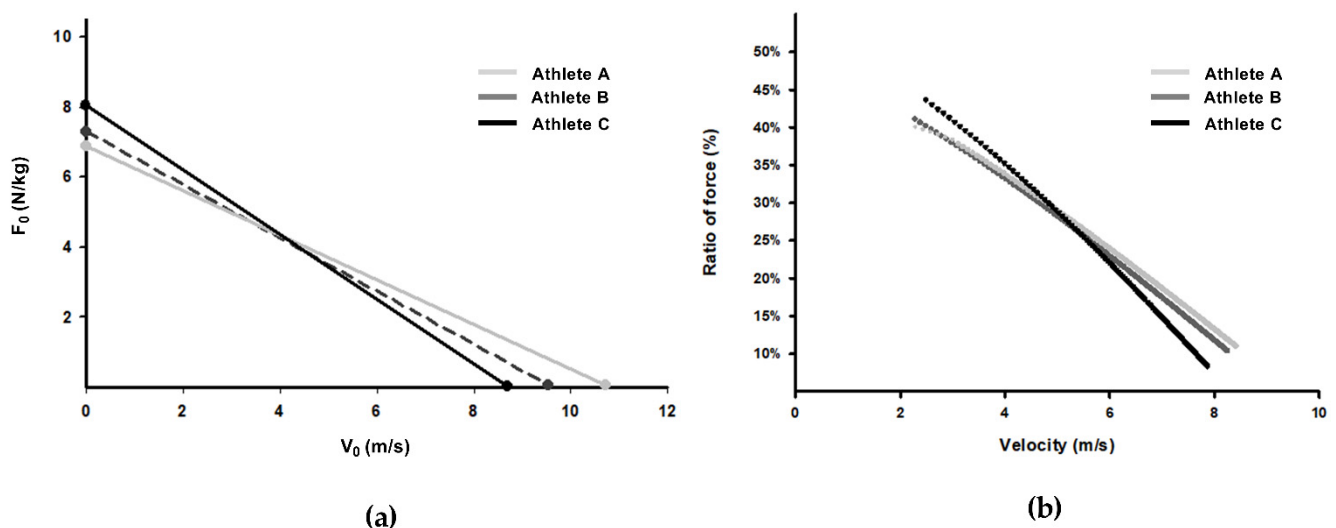 10
8
6
4
2
F₀ (N/kg)
0 2 4 6 8 10 12
V₀ (m/s)
Athlete A
Athlete B
Athlete C
(a)
50%
45%
40%
35%
30%
25%
20%
15%
10%
Ratio of force (%)
0 2 4 6 8 10
Velocity (m/s)
Athlete A
Athlete B
Athlete C
(b)